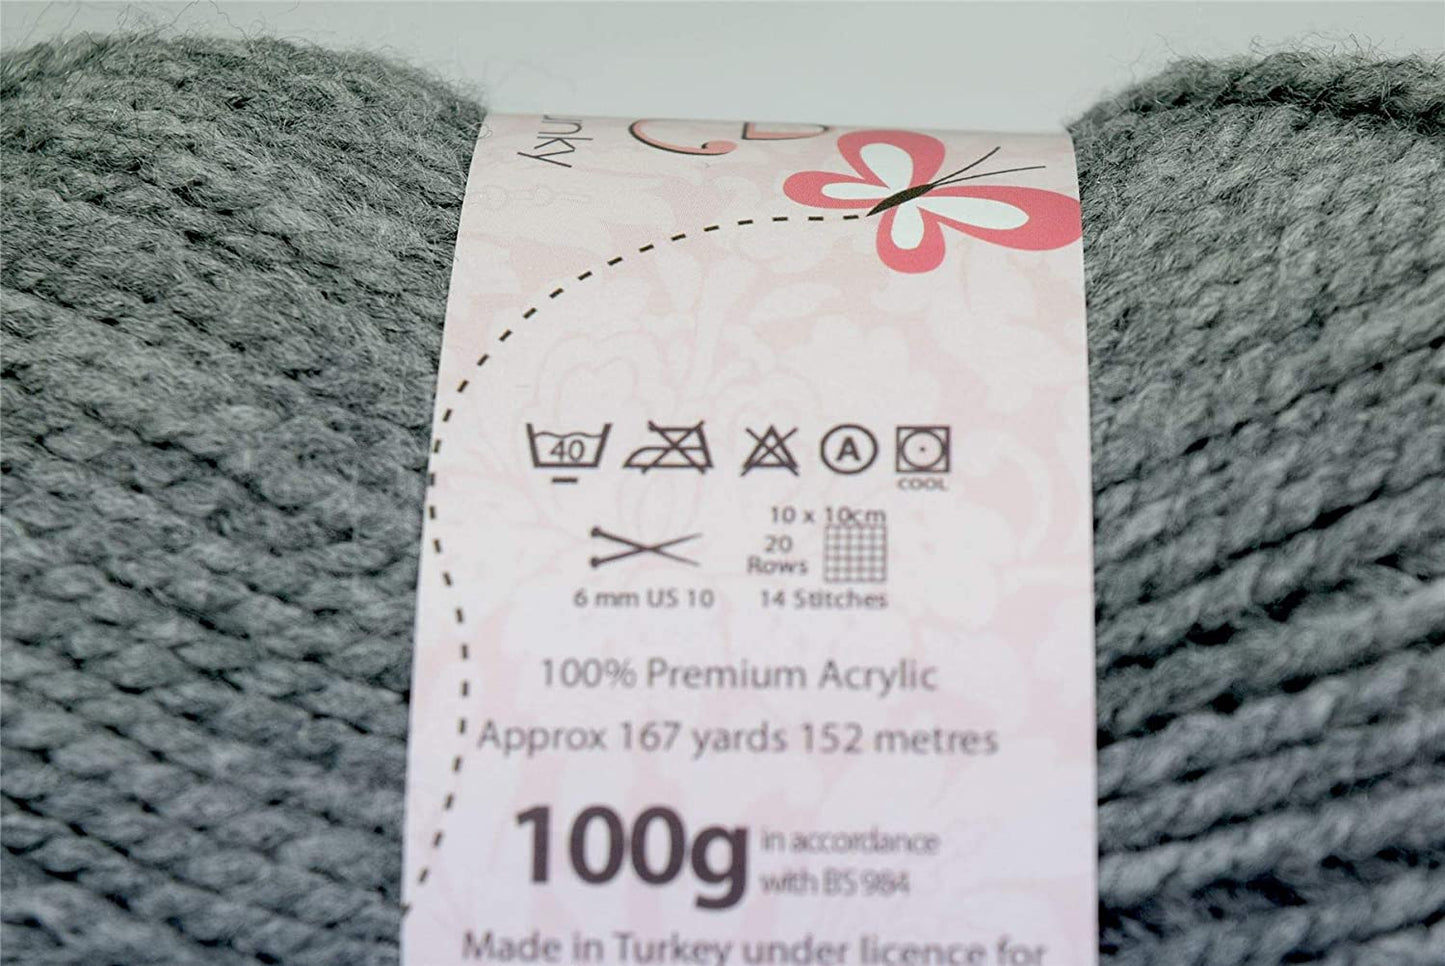 unky
40
A
COOL
10 x 10cm
20
Rows
6 mm US 10
14 Stitches
100% Premium Acrylic
Approx 167 yards 152 metres
100g in accordance
with BS 984
Made in Turkey under licence for